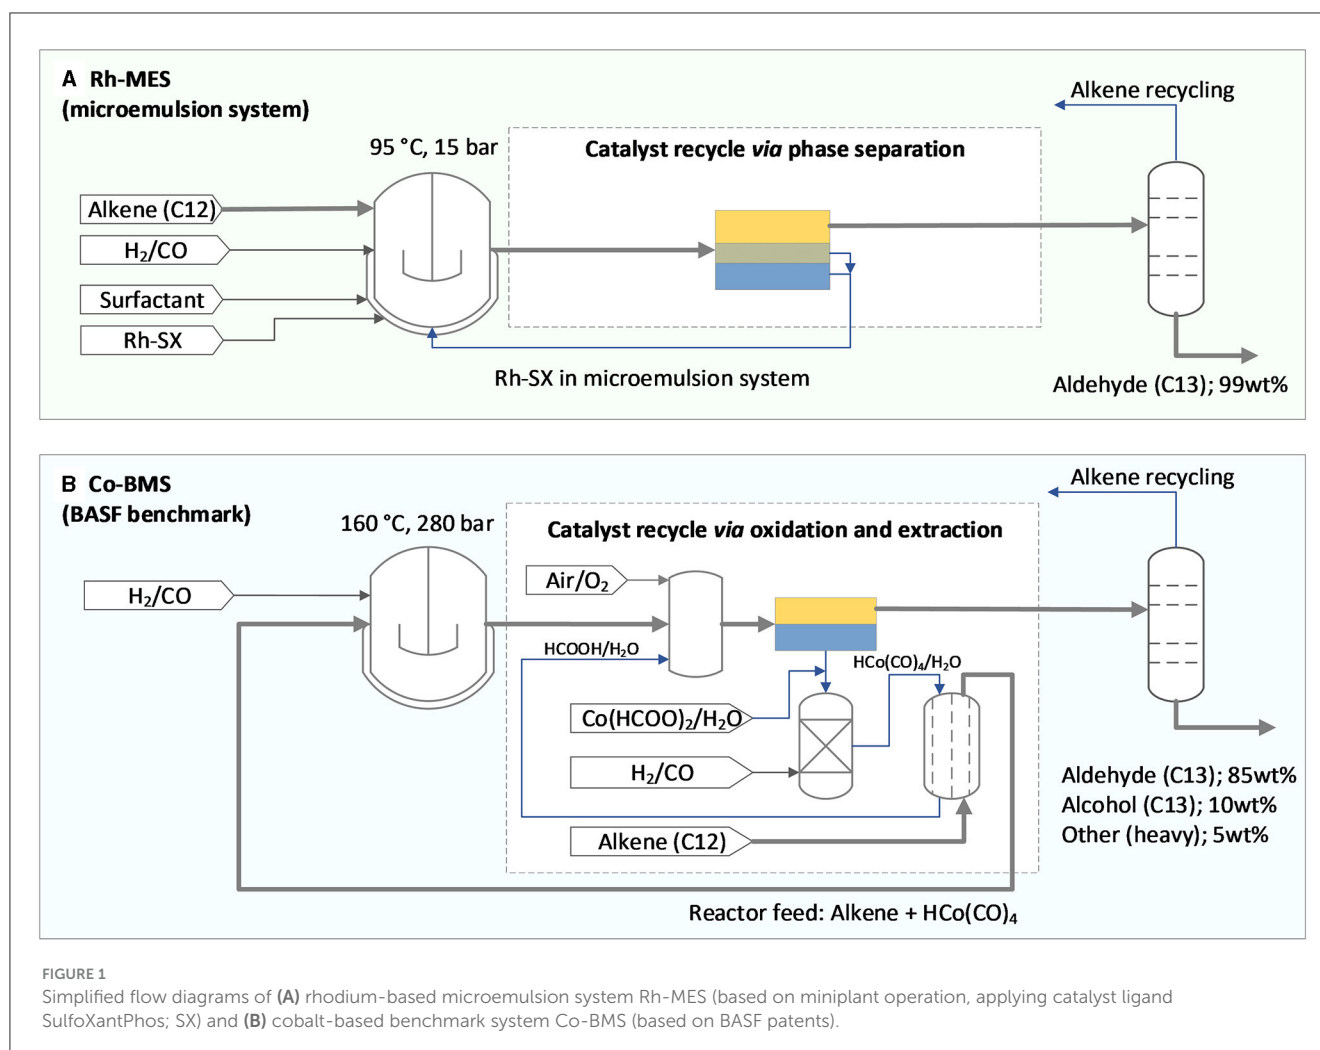 A Rh-MES
(microemulsion system)
95 °C, 15 bar
Catalyst recycle via phase separation
Alkene recycling
Alkene (C12)
H₂/CO
Surfactant
Rh-SX
Rh-SX in microemulsion system
Aldehyde (C13); 99wt%
B Co-BMS
(BASF benchmark)
160 °C, 280 bar
Catalyst recycle via oxidation and extraction
Alkene recycling
H₂/CO
Air/O₂
HCOOH/H₂O
HCo(CO)₄/H₂O
Co(HCOO)₂/H₂O
H₂/CO
Alkene (C12)
Aldehyde (C13); 85wt%
Alcohol (C13); 10wt%
Other (heavy); 5wt%
Reactor feed: Alkene + HCo(CO)₄
FIGURE 1
Simplified flow diagrams of (A) rhodium-based microemulsion system Rh-MES (based on miniplant operation, applying catalyst ligand
SulfoXantPhos; SX) and (B) cobalt-based benchmark system Co-BMS (based on BASF patents).